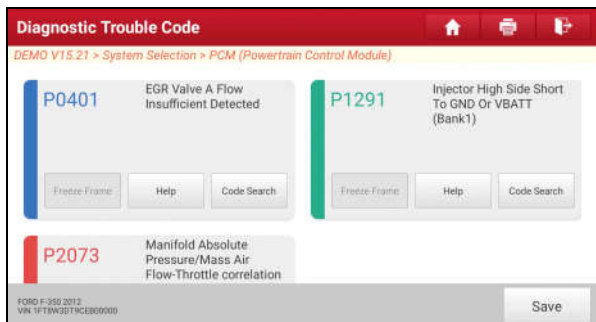 Diagnostic Trouble Code
DEMO V15.21 > System Selection > PCM (Powertrain Control Module)
P0401
EGR Valve A Flow
Insufficient Detected
Freeze Frame
Help
Code Search
P1291
Injector High Side Short
To GND Or VBATT
(Bank1)
Freeze Frame
Help
Code Search
P2073
Manifold Absolute
Pressure/Mass Air
Flow-Throttle correlation
FORD F-350 2012
VIN 1FT8W3DT9CEB00000
Save